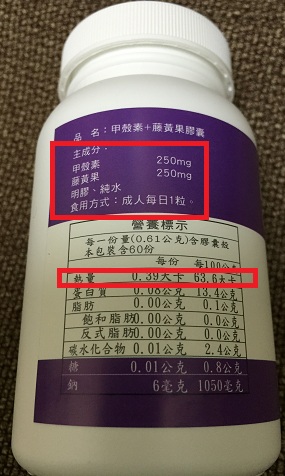 品 名：甲殼素+藤黃果膠囊
主成分：
甲殼素 250mg
藤黃果 250mg
明膠、純水
食用方式：成人每日1粒。
營養標示
每一份量(0.61公克)含膠囊殼
本包裝含60份
每份 每100公克
熱量 0.39大卡 63.6大卡
蛋白質 0.08公克 13.4公克
脂肪 0.00公克 0.1公克
飽和脂肪0.00公克 0.0公克
反式脂肪0.00公克 0.0公克
碳水化合物 0.01公克 2.4公克
糖 0.01公克 0.8公克
鈉 6毫克 1050毫克